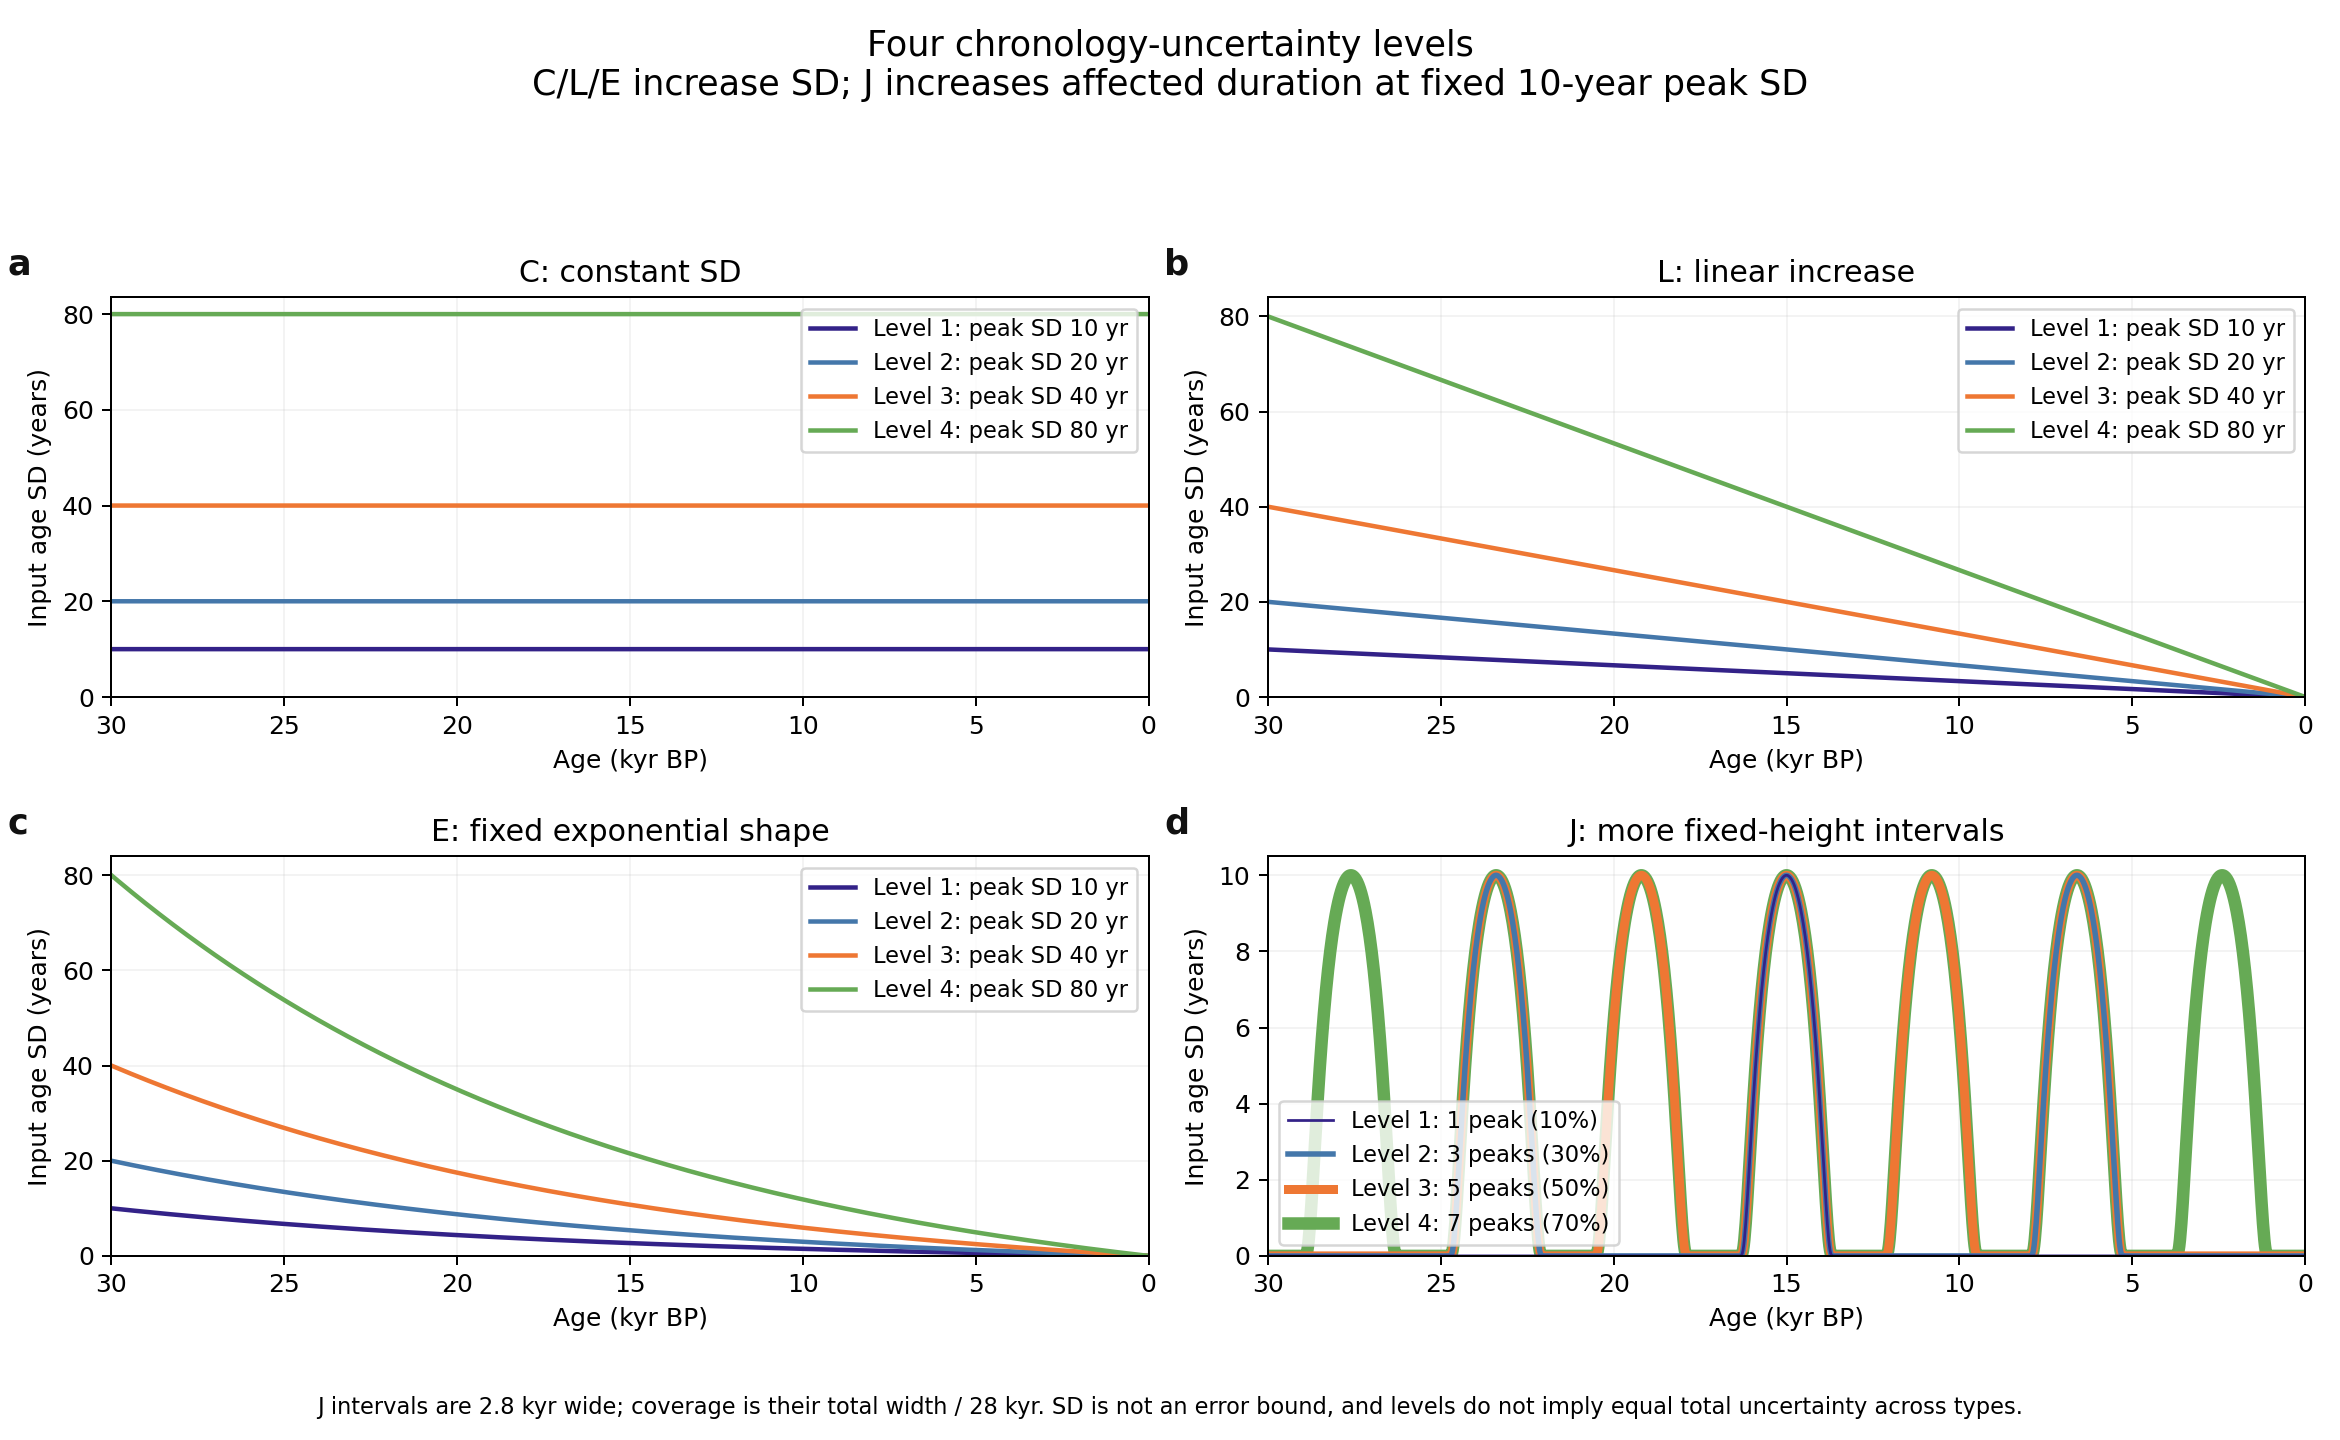 Four chronology-uncertainty levels
C/L/E increase SD; J increases affected duration at fixed 10-year peak SD
a
C: constant SD
Input age SD (years)
80
60
40
20
0
Level 1: peak SD 10 yr
Level 2: peak SD 20 yr
Level 3: peak SD 40 yr
Level 4: peak SD 80 yr
30 25 20 15 10 5 0
Age (kyr BP)
b
L: linear increase
Input age SD (years)
80
60
40
20
0
Level 1: peak SD 10 yr
Level 2: peak SD 20 yr
Level 3: peak SD 40 yr
Level 4: peak SD 80 yr
30 25 20 15 10 5 0
Age (kyr BP)
c
E: fixed exponential shape
Input age SD (years)
80
60
40
20
0
Level 1: peak SD 10 yr
Level 2: peak SD 20 yr
Level 3: peak SD 40 yr
Level 4: peak SD 80 yr
30 25 20 15 10 5 0
Age (kyr BP)
d
J: more fixed-height intervals
Input age SD (years)
10
8
6
4
2
0
Level 1: 1 peak (10%)
Level 2: 3 peaks (30%)
Level 3: 5 peaks (50%)
Level 4: 7 peaks (70%)
30 25 20 15 10 5 0
Age (kyr BP)
J intervals are 2.8 kyr wide; coverage is their total width / 28 kyr. SD is not an error bound, and levels do not imply equal total uncertainty across types.